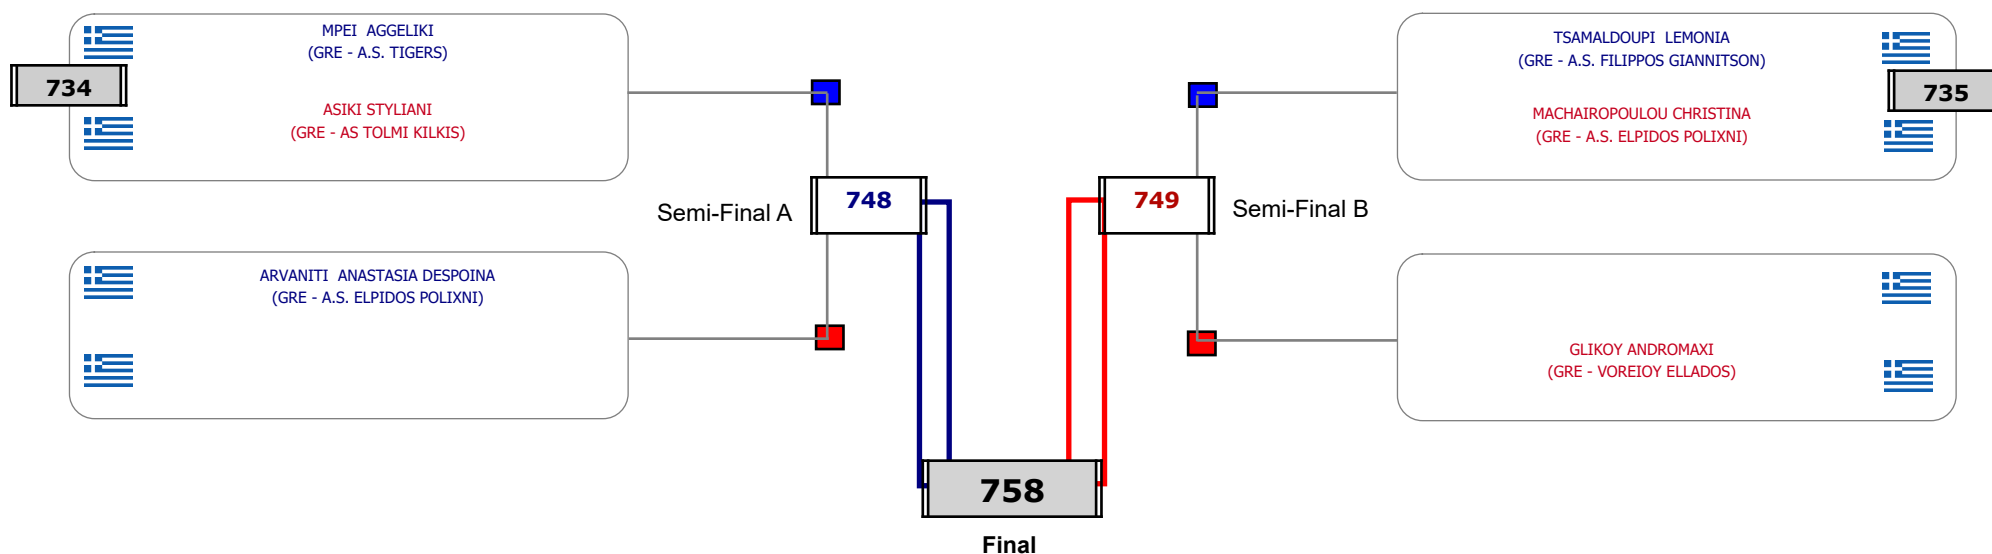 MPEI  AGGELIKI
(GRE - A.S. TIGERS)
734
ASIKI STYLIANI
(GRE - AS TOLMI KILKIS)
TSAMALDOUPI  LEMONIA
(GRE - A.S. FILIPPOS GIANNITSON)
735
MACHAIROPOULOU CHRISTINA
(GRE - A.S. ELPIDOS POLIXNI)
Semi-Final A
748
749
Semi-Final B
ARVANITI  ANASTASIA DESPOINA
(GRE - A.S. ELPIDOS POLIXNI)
GLIKOY ANDROMAXI
(GRE - VOREIOY ELLADOS)
758
Final